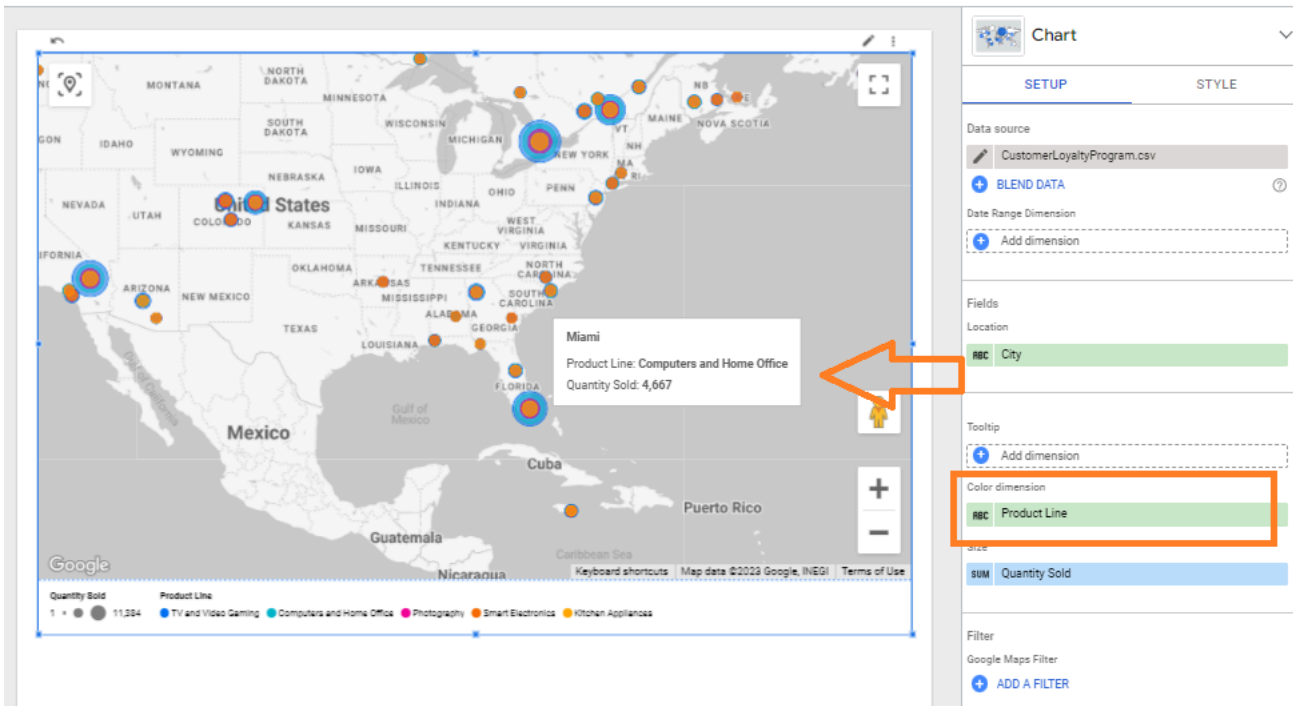 Chart
SETUP STYLE
Data source
CustomerLoyaltyProgram.csv
BLEND DATA
Date Range Dimension
Add dimension
Fields
Location
ABC City
Tooltip
Add dimension
Color dimension
ABC Product Line
Size
SUM Quantity Sold
Filter
Google Maps Filter
ADD A FILTER
MONTANA
NORTH
DAKOTA
MINNESOTA
SOUTH
DAKOTA
WISCONSIN
MICHIGAN
NB
MAINE
NOVA SCOTIA
VT
NH
GON
IDAHO
WYOMING
NEW YORK
MA
RI
IOWA
NEBRASKA
ILLINOIS
OHIO
PENN
NEVADA
UTAH
United States
INDIANA
COLORADO
KANSAS
MISSOURI
WEST
VIRGINIA
KENTUCKY
VIRGINIA
IFORNIA
OKLAHOMA
TENNESSEE
NORTH
CAROLINA
ARIZONA
NEW MEXICO
ARKANSAS
MISSISSIPPI
SOUTH
CAROLINA
ALABAMA
GEORGIA
TEXAS
LOUISIANA
Miami
Product Line: Computers and Home Office
Quantity Sold: 4,667
FLORIDA
Gulf of California
Gulf of
Mexico
Mexico
Cuba
Puerto Rico
Guatemala
Caribbean Sea
Nicaragua
Google
Keyboard shortcuts Map data ©2023 Google, INEGI Terms of Use
Quantity Sold Product Line
1 11,384 TV and Video Gaming Computers and Home Office Photography Smart Electronics Kitchen Appliances